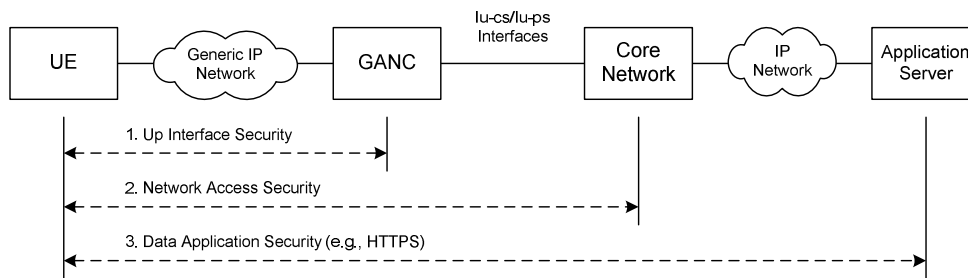 Iu-cs/Iu-ps
Interfaces
UE
Generic IP
Network
GANC
Core
Network
IP
Network
Application
Server
1. Up Interface Security
2. Network Access Security
3. Data Application Security (e.g., HTTPS)